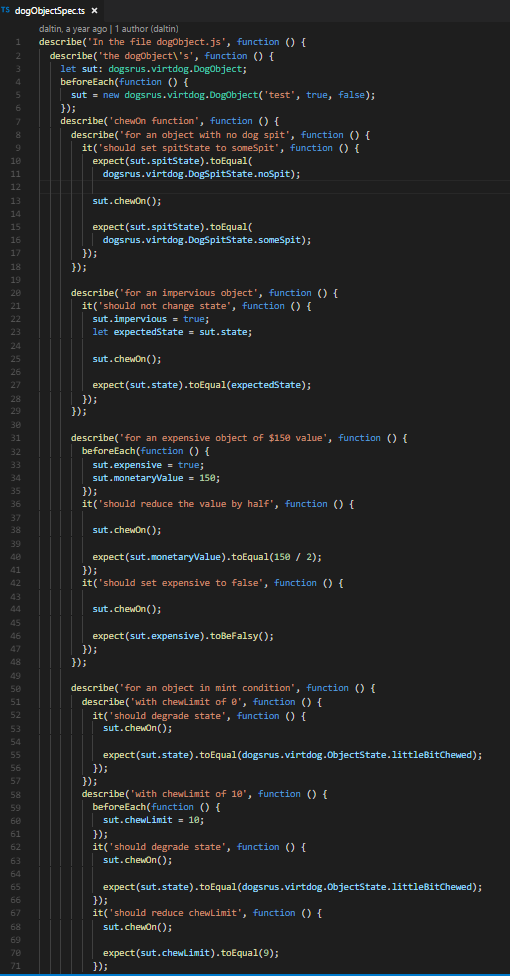 TS dogObjectSpec.ts ×
daltin, a year ago | 1 author (daltin)
1 describe('In the file dogObject.js', function () {
2 describe('the dogObject\'s', function () {
3 let sut: dogsrus.virtdog.DogObject;
4 beforeEach(function () {
5 sut = new dogsrus.virtdog.DogObject('test', true, false);
6 });
7 describe('chewOn function', function () {
8 describe('for an object with no dog spit', function () {
9 it('should set spitState to someSpit', function () {
10 expect(sut.spitState).toEqual(
11 dogsrus.virtdog.DogSpitState.noSpit);
12
13 sut.chewOn();
14
15 expect(sut.spitState).toEqual(
16 dogsrus.virtdog.DogSpitState.someSpit);
17 });
18 });
19
20 describe('for an impervious object', function () {
21 it('should not change state', function () {
22 sut.impervious = true;
23 let expectedState = sut.state;
24
25 sut.chewOn();
26
27 expect(sut.state).toEqual(expectedState);
28 });
29 });
30
31 describe('for an expensive object of $150 value', function () {
32 beforeEach(function () {
33 sut.expensive = true;
34 sut.monetaryValue = 150;
35 });
36 it('should reduce the value by half', function () {
37
38 sut.chewOn();
39
40 expect(sut.monetaryValue).toEqual(150 / 2);
41 });
42 it('should set expensive to false', function () {
43
44 sut.chewOn();
45
46 expect(sut.expensive).toBeFalsy();
47 });
48 });
49
50 describe('for an object in mint condition', function () {
51 describe('with chewLimit of 0', function () {
52 it('should degrade state', function () {
53 sut.chewOn();
54
55 expect(sut.state).toEqual(dogsrus.virtdog.ObjectState.littleBitChewed);
56 });
57 });
58 describe('with chewLimit of 10', function () {
59 beforeEach(function () {
60 sut.chewLimit = 10;
61 });
62 it('should degrade state', function () {
63 sut.chewOn();
64
65 expect(sut.state).toEqual(dogsrus.virtdog.ObjectState.littleBitChewed);
66 });
67 it('should reduce chewLimit', function () {
68 sut.chewOn();
69
70 expect(sut.chewLimit).toEqual(9);
71 });